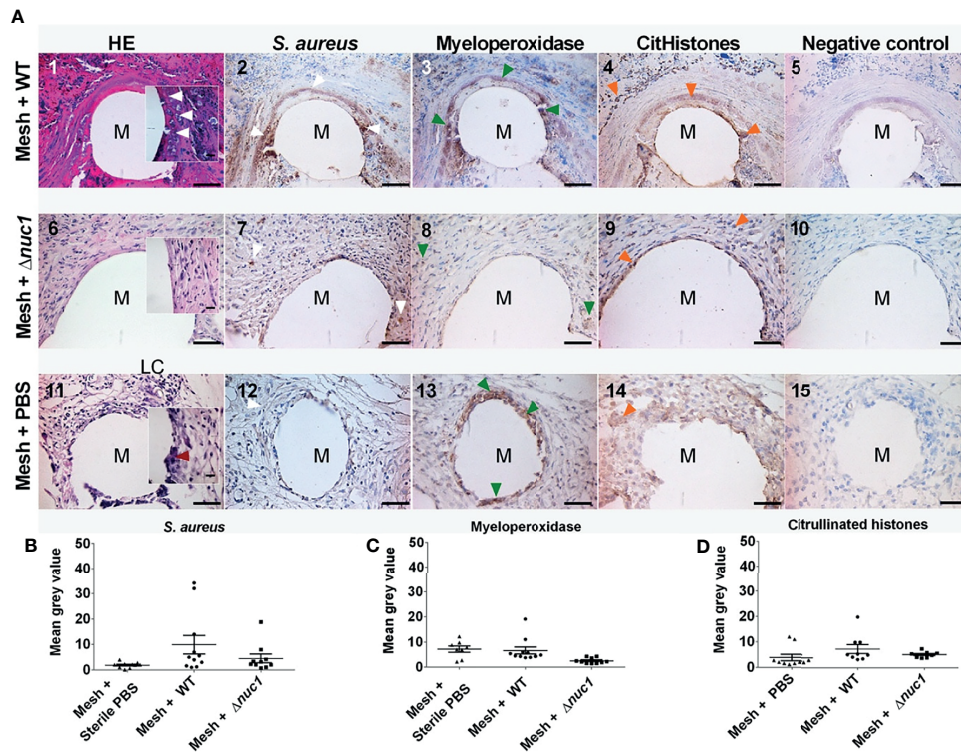 A
HE
S. aureus
Myeloperoxidase
CitHistones
Negative control
Mesh + WT
1
2
3
4
5
M
M
M
M
M
Mesh + Δnuc1
6
7
8
9
10
M
M
M
M
M
LC
Mesh + PBS
11
12
13
14
15
M
M
M
M
M
S. aureus
Myeloperoxidase
Citrullinated histones
B
Mean grey value
50
40
30
20
10
0
Mesh +
Sterile PBS
Mesh + WT
Mesh + Δnuc1
C
Mean grey value
50
40
30
20
10
0
Mesh +
Sterile PBS
Mesh + WT
Mesh + Δnuc1
D
Mean grey value
50
40
30
20
10
0
Mesh + PBS
Mesh + WT
Mesh + Δnuc1